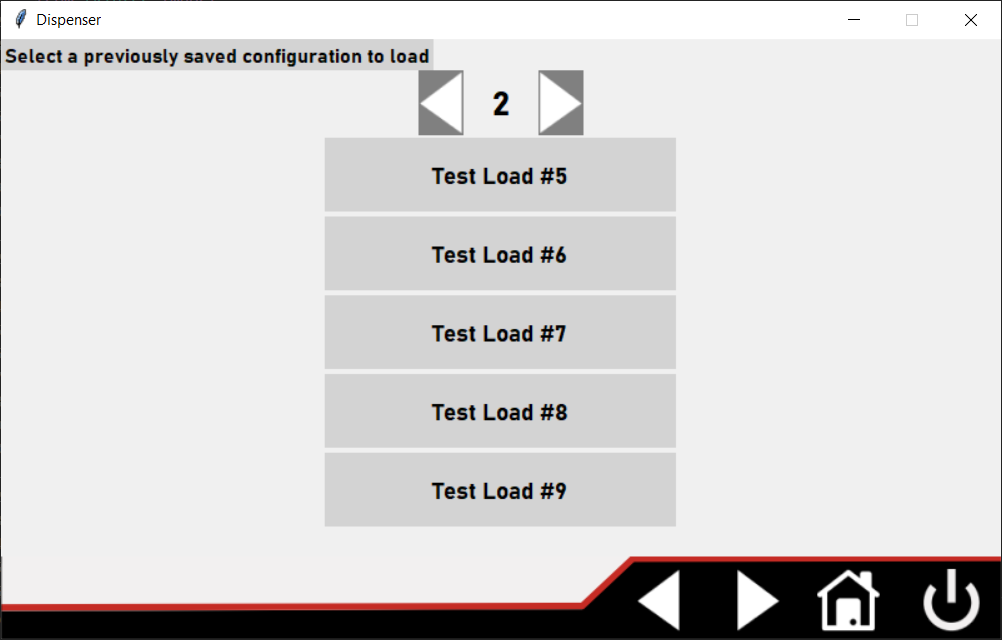 Dispenser
Select a previously saved configuration to load
2
Test Load #5
Test Load #6
Test Load #7
Test Load #8
Test Load #9